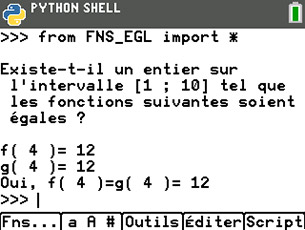 PYTHON SHELL
>>> from FNS_EGL import *
Existe-t-il un entier sur
l'intervalle [1 ; 10] tel que
les fonctions suivantes soient
égales ?
f( 4 )= 12
g( 4 )= 12
Oui, f( 4 )=g( 4 )= 12
>>>
Fns... a A # Outils Éditer Script